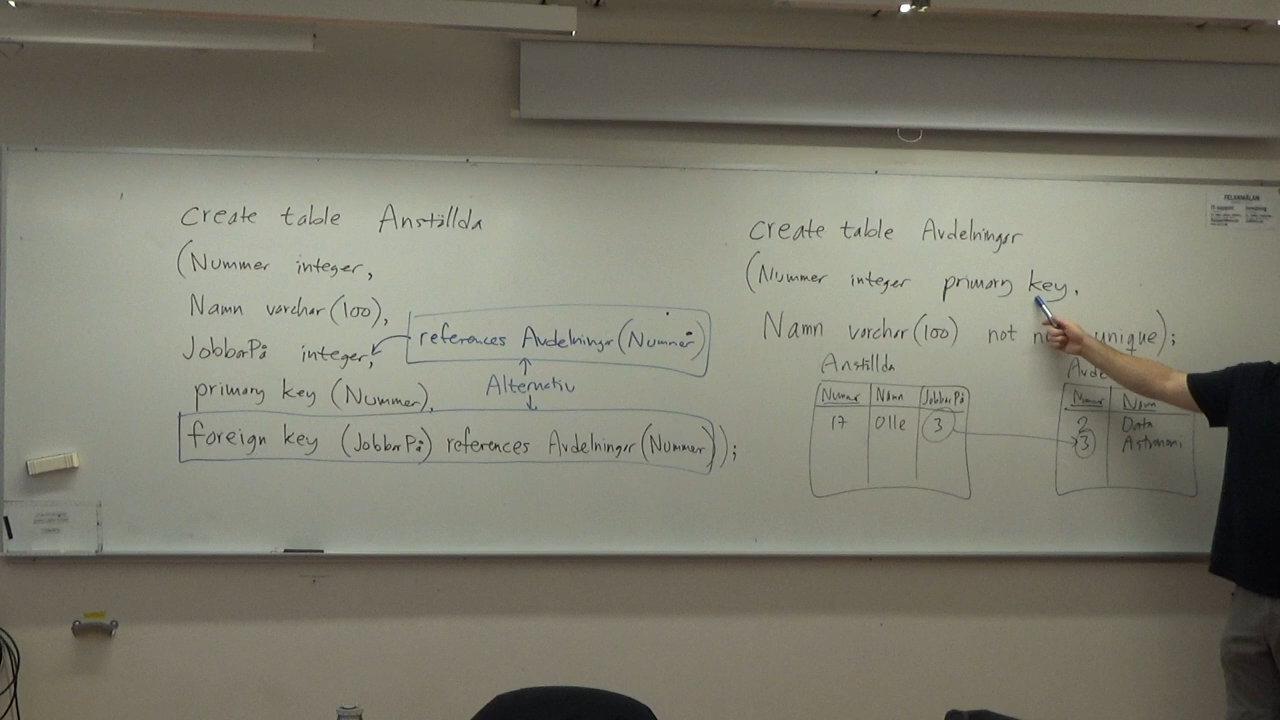 Create table Anställda
(Nummer integer,
Namn varchar(100),
JobbarPå integer,
references Avdelningar(Nummer)
Alternativ
primary key (Nummer),
foreign key (JobbarPå) references Avdelningar(Nummer));
Create table Avdelningar
(Nummer integer primary key,
Namn varchar(100) not unique);
Anställda
Nummer Namn JobbarPå
17 Olle 3
Nummer Namn
2 Data
3 Astronomi
FELANMÄLAN